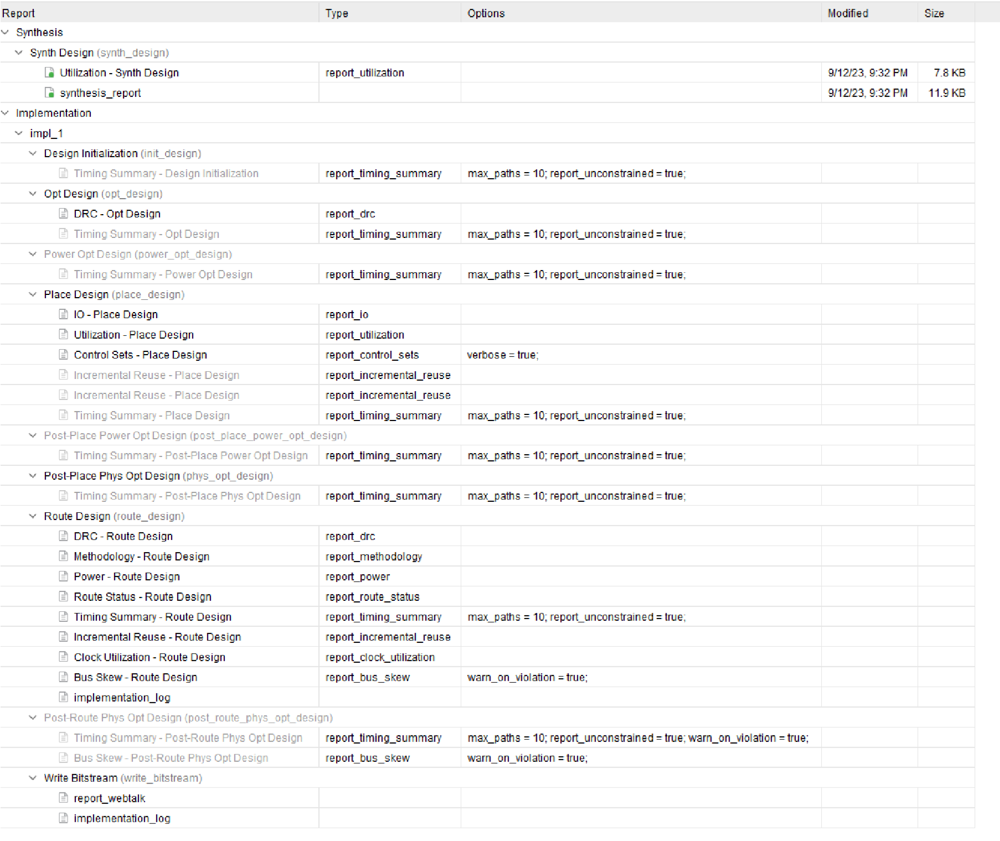 Report Type Options Modified Size
Synthesis
Synth Design (synth_design)
Utilization - Synth Design report_utilization 9/12/23, 9:32 PM 7.8 KB
synthesis_report 9/12/23, 9:32 PM 11.9 KB
Implementation
impl_1
Design Initialization (init_design)
Timing Summary - Design Initialization report_timing_summary max_paths = 10; report_unconstrained = true;
Opt Design (opt_design)
DRC - Opt Design report_drc
Timing Summary - Opt Design report_timing_summary max_paths = 10; report_unconstrained = true;
Power Opt Design (power_opt_design)
Timing Summary - Power Opt Design report_timing_summary max_paths = 10; report_unconstrained = true;
Place Design (place_design)
IO - Place Design report_io
Utilization - Place Design report_utilization
Control Sets - Place Design report_control_sets verbose = true;
Incremental Reuse - Place Design report_incremental_reuse
Incremental Reuse - Place Design report_incremental_reuse
Timing Summary - Place Design report_timing_summary max_paths = 10; report_unconstrained = true;
Post-Place Power Opt Design (post_place_power_opt_design)
Timing Summary - Post-Place Power Opt Design report_timing_summary max_paths = 10; report_unconstrained = true;
Post-Place Phys Opt Design (phys_opt_design)
Timing Summary - Post-Place Phys Opt Design report_timing_summary max_paths = 10; report_unconstrained = true;
Route Design (route_design)
DRC - Route Design report_drc
Methodology - Route Design report_methodology
Power - Route Design report_power
Route Status - Route Design report_route_status
Timing Summary - Route Design report_timing_summary max_paths = 10; report_unconstrained = true;
Incremental Reuse - Route Design report_incremental_reuse
Clock Utilization - Route Design report_clock_utilization
Bus Skew - Route Design report_bus_skew warn_on_violation = true;
implementation_log
Post-Route Phys Opt Design (post_route_phys_opt_design)
Timing Summary - Post-Route Phys Opt Design report_timing_summary max_paths = 10; report_unconstrained = true; warn_on_violation = true;
Bus Skew - Post-Route Phys Opt Design report_bus_skew warn_on_violation = true;
Write Bitstream (write_bitstream)
report_webtalk
implementation_log